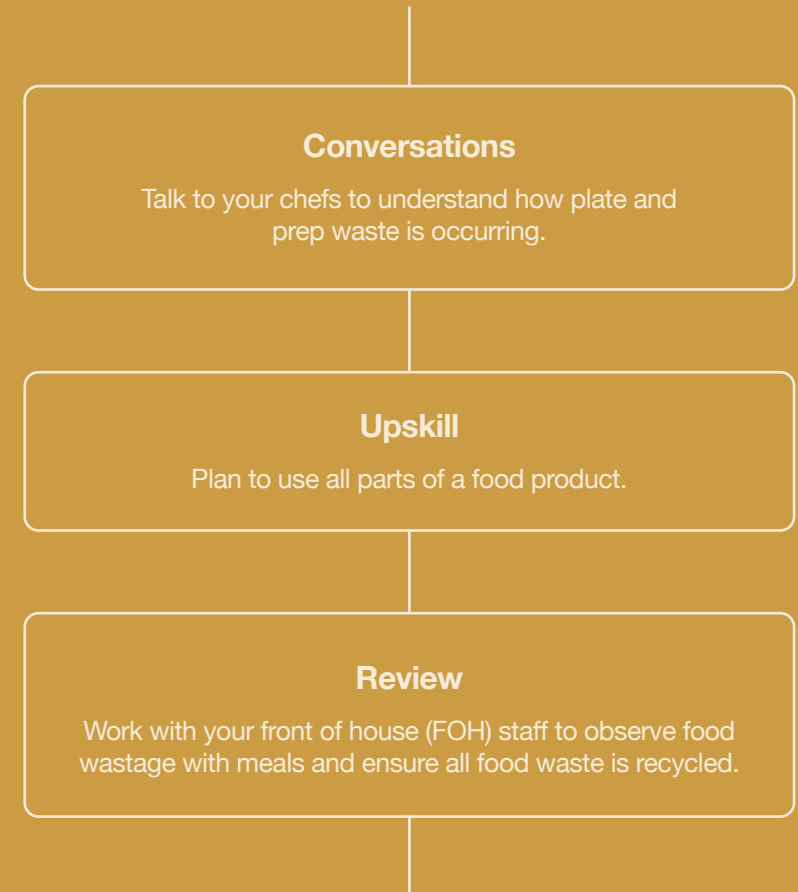 Conversations
Talk to your chefs to understand how plate and
prep waste is occurring.
Upskill
Plan to use all parts of a food product.
Review
Work with your front of house (FOH) staff to observe food
wastage with meals and ensure all food waste is recycled.